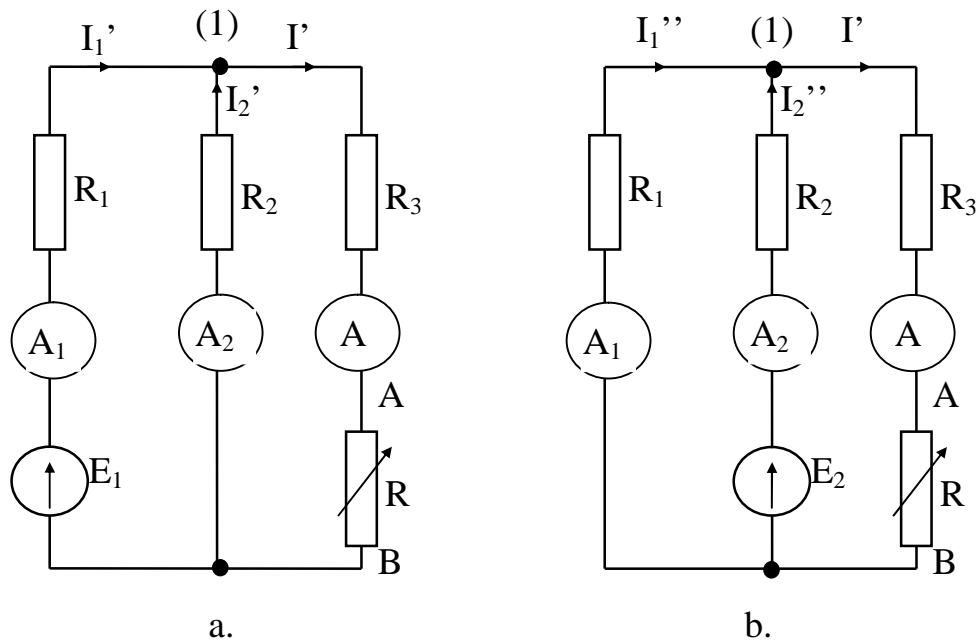 I₁’ (1) I’ I₁’’ (1) I’
I₂’ I₂’’
R₁ R₂ R₃ R₁ R₂ R₃
A₁ A₂ A A₁ A₂ A
A A
E₁ R E₂ R
B B
a. b.